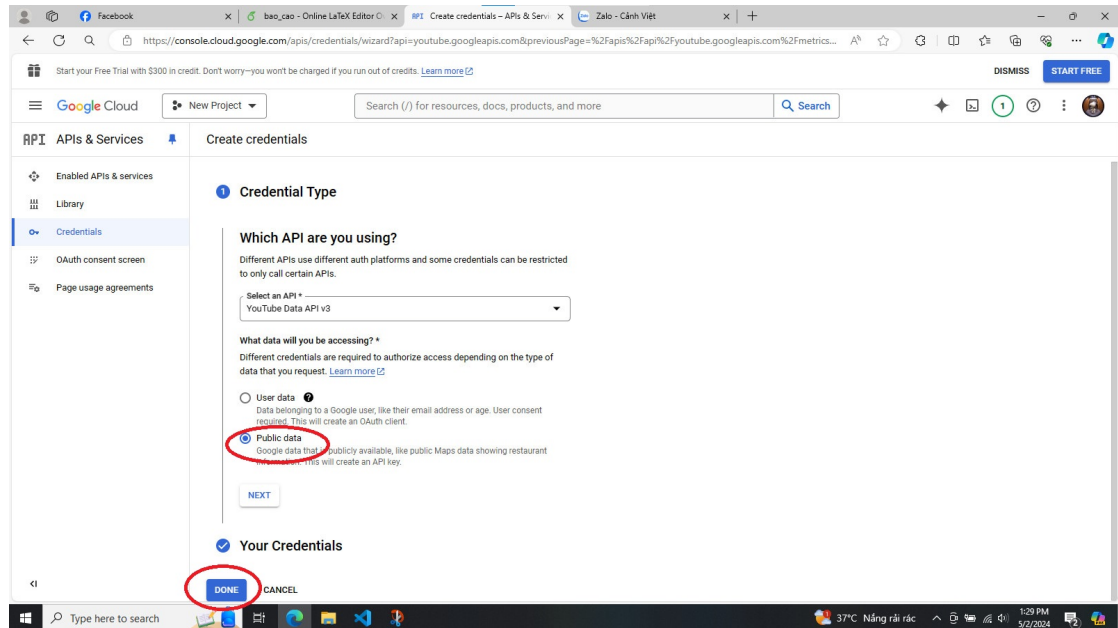 Facebook
bao_cao - Online LaTeX Editor O
API Create credentials – APIs & Servi
Zalo - Cảnh Việt
https://console.cloud.google.com/apis/credentials/wizard?api=youtube.googleapis.com&previousPage=%2Fapis%2Fapi%2Fyoutube.googleapis.com%2Fmetrics...
Start your Free Trial with $300 in credit. Don't worry—you won't be charged if you run out of credits. Learn more
DISMISS
START FREE
Google Cloud
New Project
Search (/) for resources, docs, products, and more
Search
1
API APIs & Services
Create credentials
Enabled APIs & services
Library
Credentials
OAuth consent screen
Page usage agreements
1 Credential Type
Which API are you using?
Different APIs use different auth platforms and some credentials can be restricted
to only call certain APIs.
Select an API *
YouTube Data API v3
What data will you be accessing? *
Different credentials are required to authorize access depending on the type of
data that you request. Learn more
User data
Data belonging to a Google user, like their email address or age. User consent
required. This will create an OAuth client.
Public data
Google data that is publicly available, like public Maps data showing restaurant
information. This will create an API key.
NEXT
Your Credentials
DONE
CANCEL
Type here to search
37°C Nắng rải rác
1:29 PM
5/2/2024
2